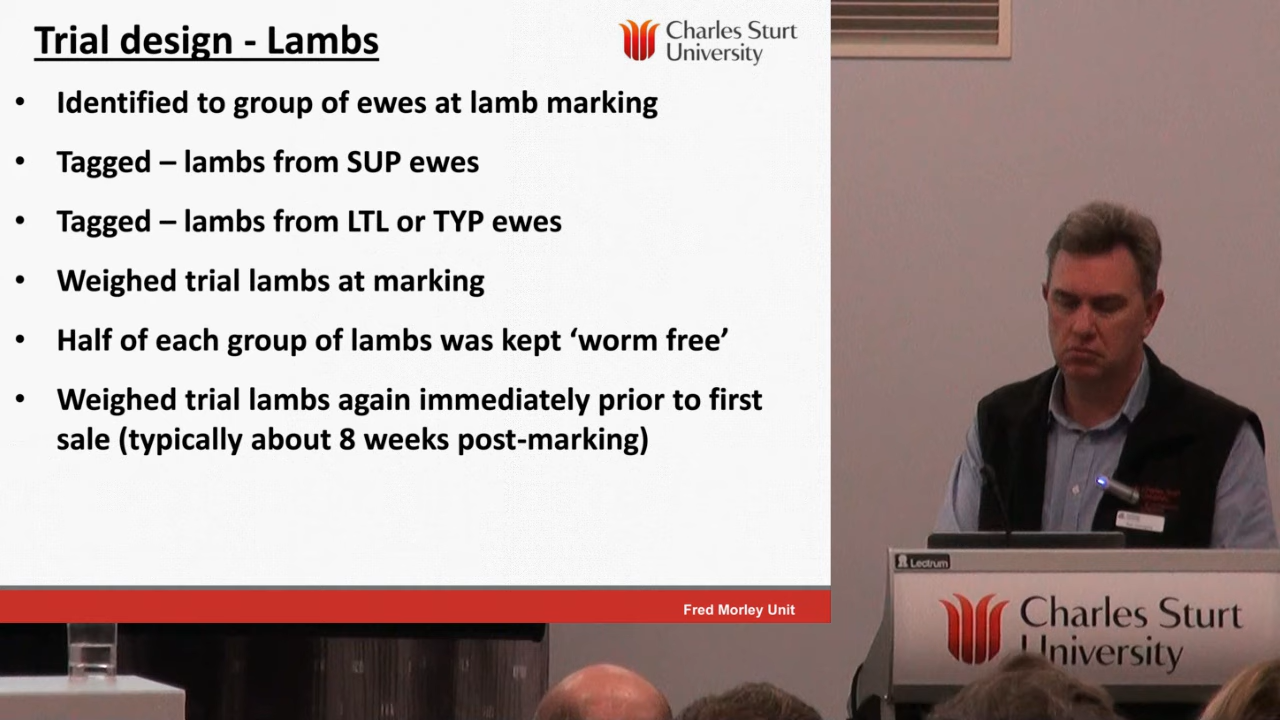 Trial design - Lambs
Charles Sturt
University
• Identified to group of ewes at lamb marking
• Tagged – lambs from SUP ewes
• Tagged – lambs from LTL or TYP ewes
• Weighed trial lambs at marking
• Half of each group of lambs was kept ‘worm free’
• Weighed trial lambs again immediately prior to first
sale (typically about 8 weeks post-marking)
Fred Morley Unit
Lectrum
Charles Sturt
University